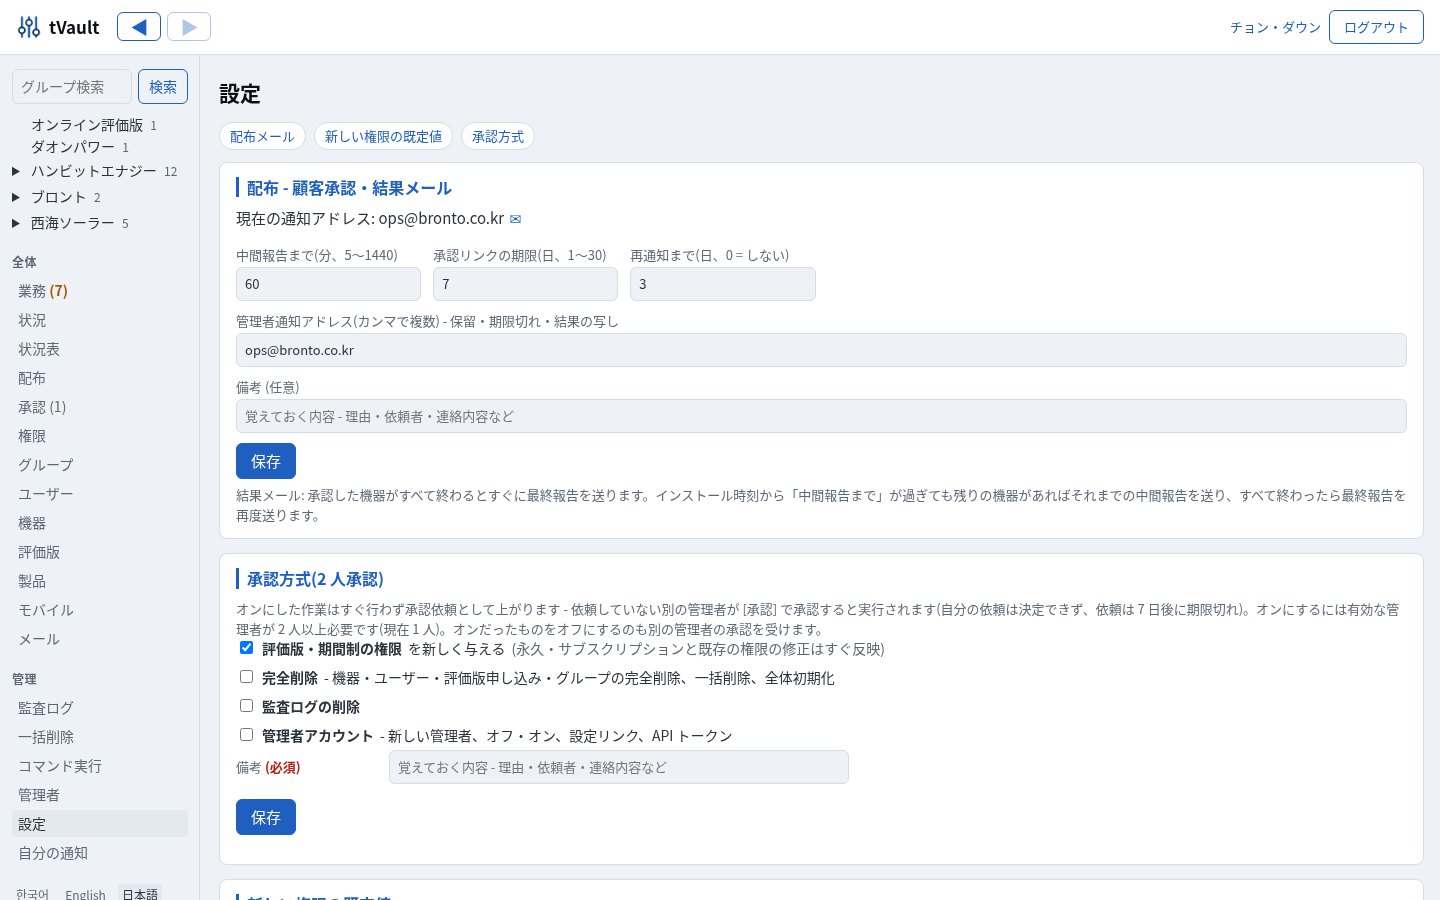 tVault
◀
▶
チョン・ダウン
ログアウト
グループ検索
検索
オンライン評価版 1
ダオンパワー 1
▶ ハンビットエナジー 12
▶ ブロント 2
▶ 西海ソーラー 5
全体
業務 (7)
状況
状況表
配布
承認 (1)
権限
グループ
ユーザー
機器
評価版
製品
モバイル
メール
管理
監査ログ
一括削除
コマンド実行
管理者
設定
自分の通知
한국어 English 日本語
設定
配布メール
新しい権限の既定値
承認方式
配布 - 顧客承認・結果メール
現在の通知アドレス: ops@bronto.co.kr ✉
中間報告まで(分、5〜1440)
承認リンクの期限(日、1〜30)
再通知まで(日、0 = しない)
60
7
3
管理者通知アドレス(カンマで複数) - 保留・期限切れ・結果の写し
ops@bronto.co.kr
備考 (任意)
覚えておく内容 - 理由・依頼者・連絡内容など
保存
結果メール: 承認した機器がすべて終わるとすぐに最終報告を送ります。インストール時刻から「中間報告まで」が過ぎても残りの機器があればそれまでの中間報告を送り、すべて終わったら最終報告を
再度送ります。
承認方式(2 人承認)
オンにした作業はすぐ行わず承認依頼として上がります - 依頼していない別の管理者が [承認] で承認すると実行されます(自分の依頼は決定できず、依頼は 7 日後に期限切れ)。オンにするには有効な管
理者が 2 人以上必要です(現在 1 人)。オンだったものをオフにするのも別の管理者の承認を受けます。
評価版・期間制の権限 を新しく与える (永久・サブスクリプションと既存の権限の修正はすぐ反映)
完全削除 - 機器・ユーザー・評価版申し込み・グループの完全削除、一括削除、全体初期化
監査ログの削除
管理者アカウント - 新しい管理者、オフ・オン、設定リンク、API トークン
備考 (必須)
覚えておく内容 - 理由・依頼者・連絡内容など
保存
新しい権限の既定値